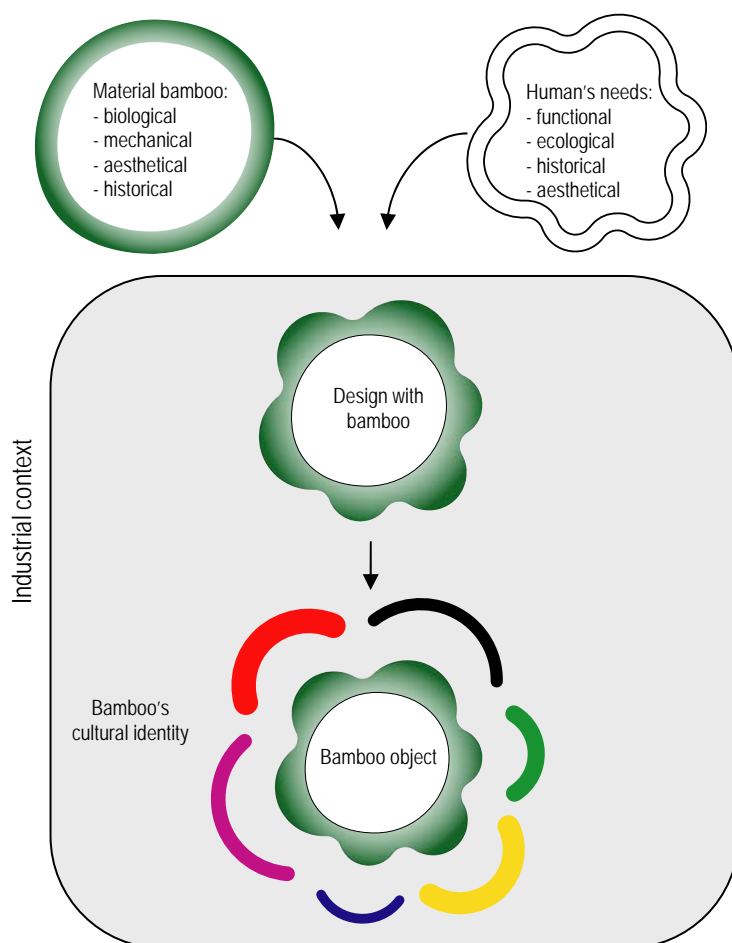 Material bamboo:
- biological
- mechanical
- aesthetical
- historical
Human's needs:
- functional
- ecological
- historical
- aesthetical
Industrial context
Design with
bamboo
Bamboo's
cultural identity
Bamboo object